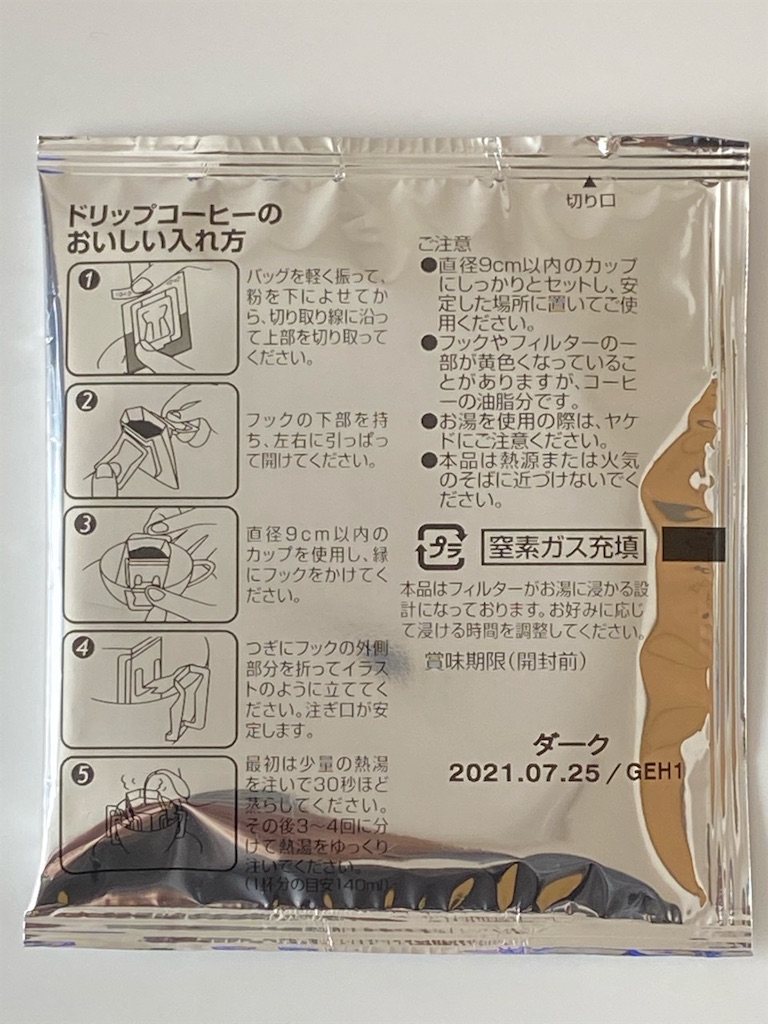 切り口
ドリップコーヒーの
おいしい入れ方
1
バッグを軽く振って、
粉を下によせてか
ら、切り取り線に沿っ
て上部を切り取って
ください。
2
フックの下部を持
ち、左右に引っぱっ
て開けてください。
3
直径9cm以内の
カップを使用し、縁
にフックをかけてく
ださい。
4
つぎにフックの外側
部分を折ってイラス
トのように立ててく
ださい。注ぎ口が安
定します。
5
最初は少量の熱湯
を注いで30秒ほど
蒸らしてください。
その後3〜4回に分
けて熱湯をゆっくり
注いでください。
(1杯分の目安140ml)
ご注意
●直径9cm以内のカップ
にしっかりとセットし、安
定した場所に置いてご使
用ください。
●フックやフィルターの一
部が黄色くなっているこ
とがありますが、コーヒ
ーの油脂分です。
●お湯を使用の際は、ヤケ
ドにご注意ください。
●本品は熱源または火気
のそばに近づけないでく
ださい。
プラ 窒素ガス充填
本品はフィルターがお湯に浸かる設
計になっております。お好みに応じ
て浸ける時間を調整してください。
賞味期限(開封前)
ダーク
2021.07.25/GEH1